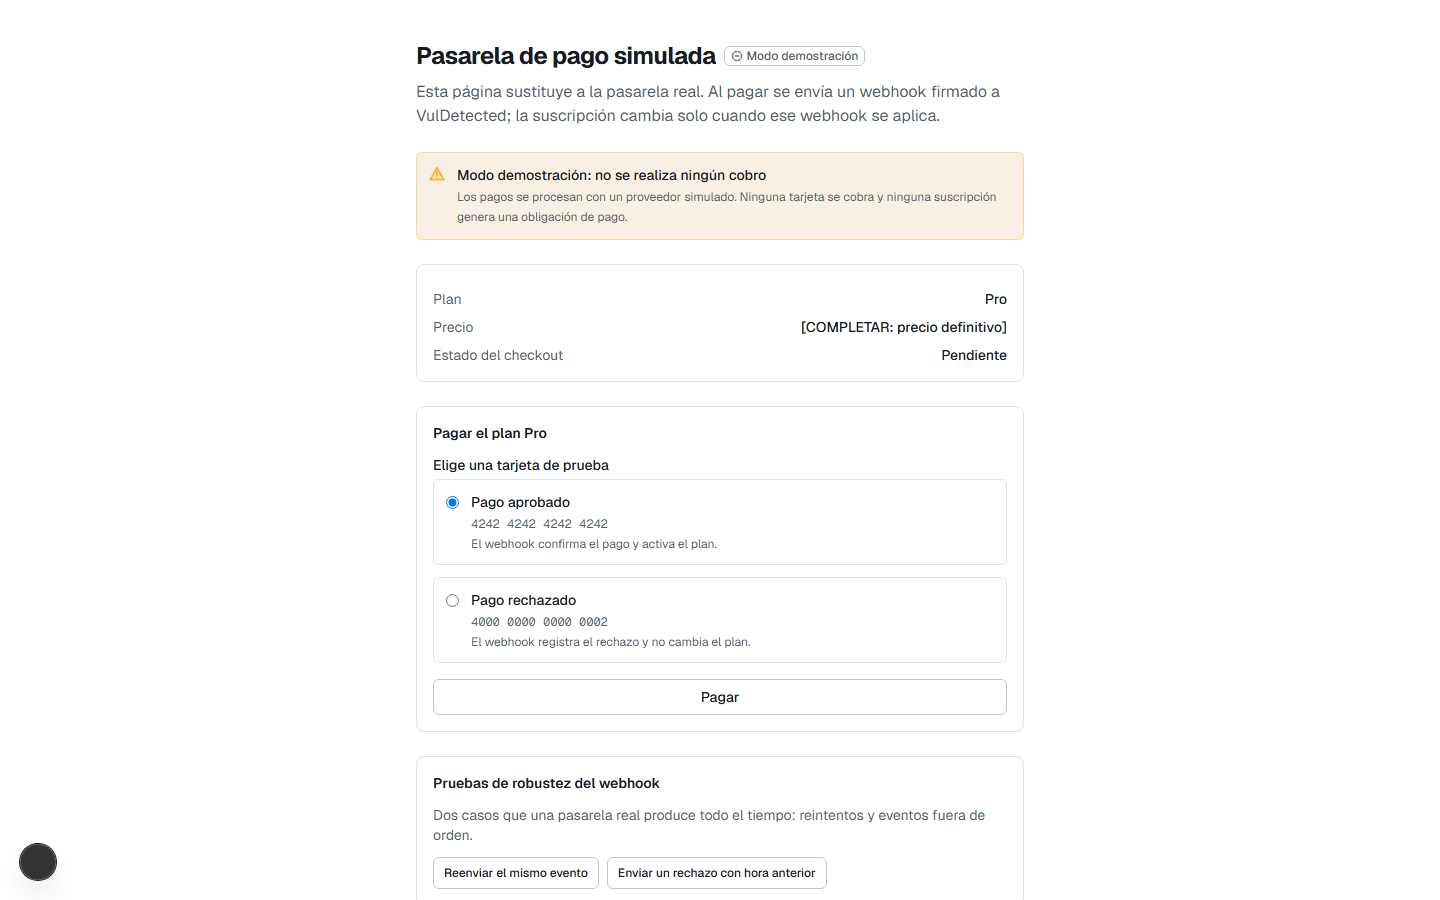 Pasarela de pago simulada
Modo demostración
Esta página sustituye a la pasarela real. Al pagar se envía un webhook firmado a
VulDetected; la suscripción cambia solo cuando ese webhook se aplica.
Modo demostración: no se realiza ningún cobro
Los pagos se procesan con un proveedor simulado. Ninguna tarjeta se cobra y ninguna suscripción
genera una obligación de pago.
Plan Pro
Precio [COMPLETAR: precio definitivo]
Estado del checkout Pendiente
Pagar el plan Pro
Elige una tarjeta de prueba
Pago aprobado
4242 4242 4242 4242
El webhook confirma el pago y activa el plan.
Pago rechazado
4000 0000 0000 0002
El webhook registra el rechazo y no cambia el plan.
Pagar
Pruebas de robustez del webhook
Dos casos que una pasarela real produce todo el tiempo: reintentos y eventos fuera de
orden.
Reenviar el mismo evento
Enviar un rechazo con hora anterior